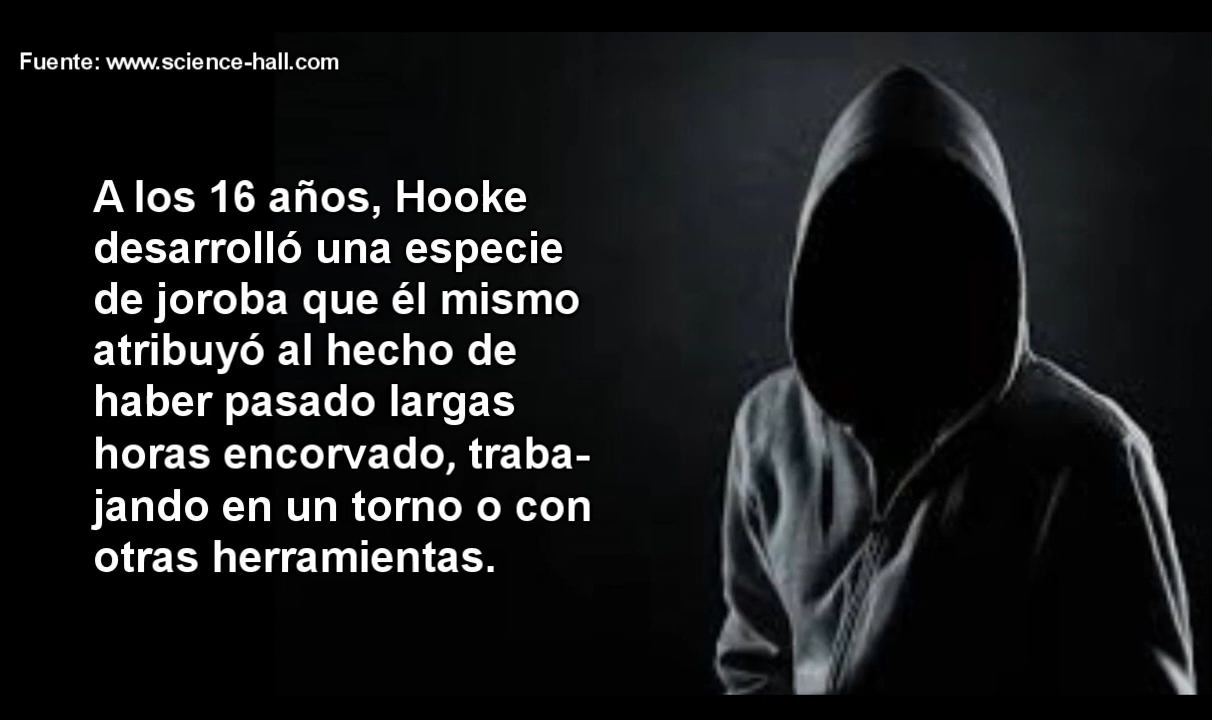 Fuente: www.science-hall.com
A los 16 años, Hooke
desarrolló una especie
de joroba que él mismo
atribuyó al hecho de
haber pasado largas
horas encorvado, traba-
jando en un torno o con
otras herramientas.